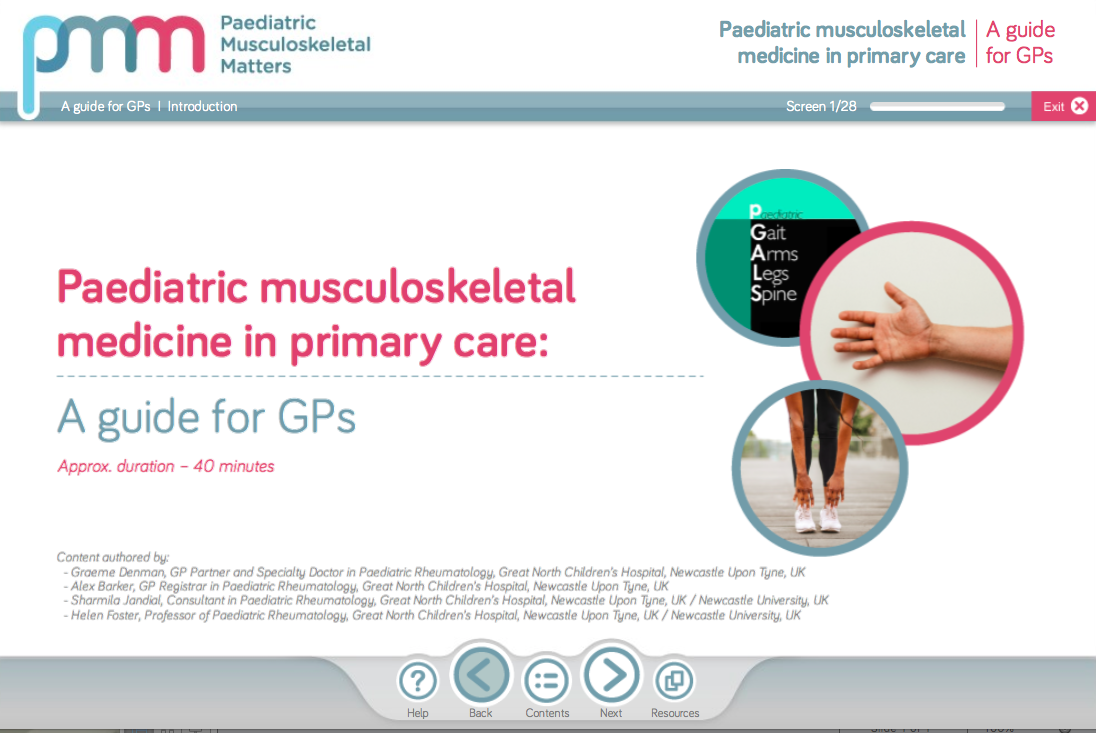 Paediatric
Musculoskeletal
Matters
Paediatric musculoskeletal
medicine in primary care
A guide
for GPs
A guide for GPs | Introduction
Screen 1/28
Exit
Paediatric
Gait
Arms
Legs
Spine
Paediatric musculoskeletal
medicine in primary care:
A guide for GPs
Approx. duration – 40 minutes
Content authored by:
- Graeme Denman, GP Partner and Specialty Doctor in Paediatric Rheumatology, Great North Children's Hospital, Newcastle Upon Tyne, UK
- Alex Barker, GP Registrar in Paediatric Rheumatology, Great North Children's Hospital, Newcastle Upon Tyne, UK
- Sharmila Jandial, Consultant in Paediatric Rheumatology, Great North Children's Hospital, Newcastle Upon Tyne, UK / Newcastle University, UK
- Helen Foster, Professor of Paediatric Rheumatology, Great North Children's Hospital, Newcastle Upon Tyne, UK / Newcastle University, UK
?
Help
Back
Contents
Next
Resources